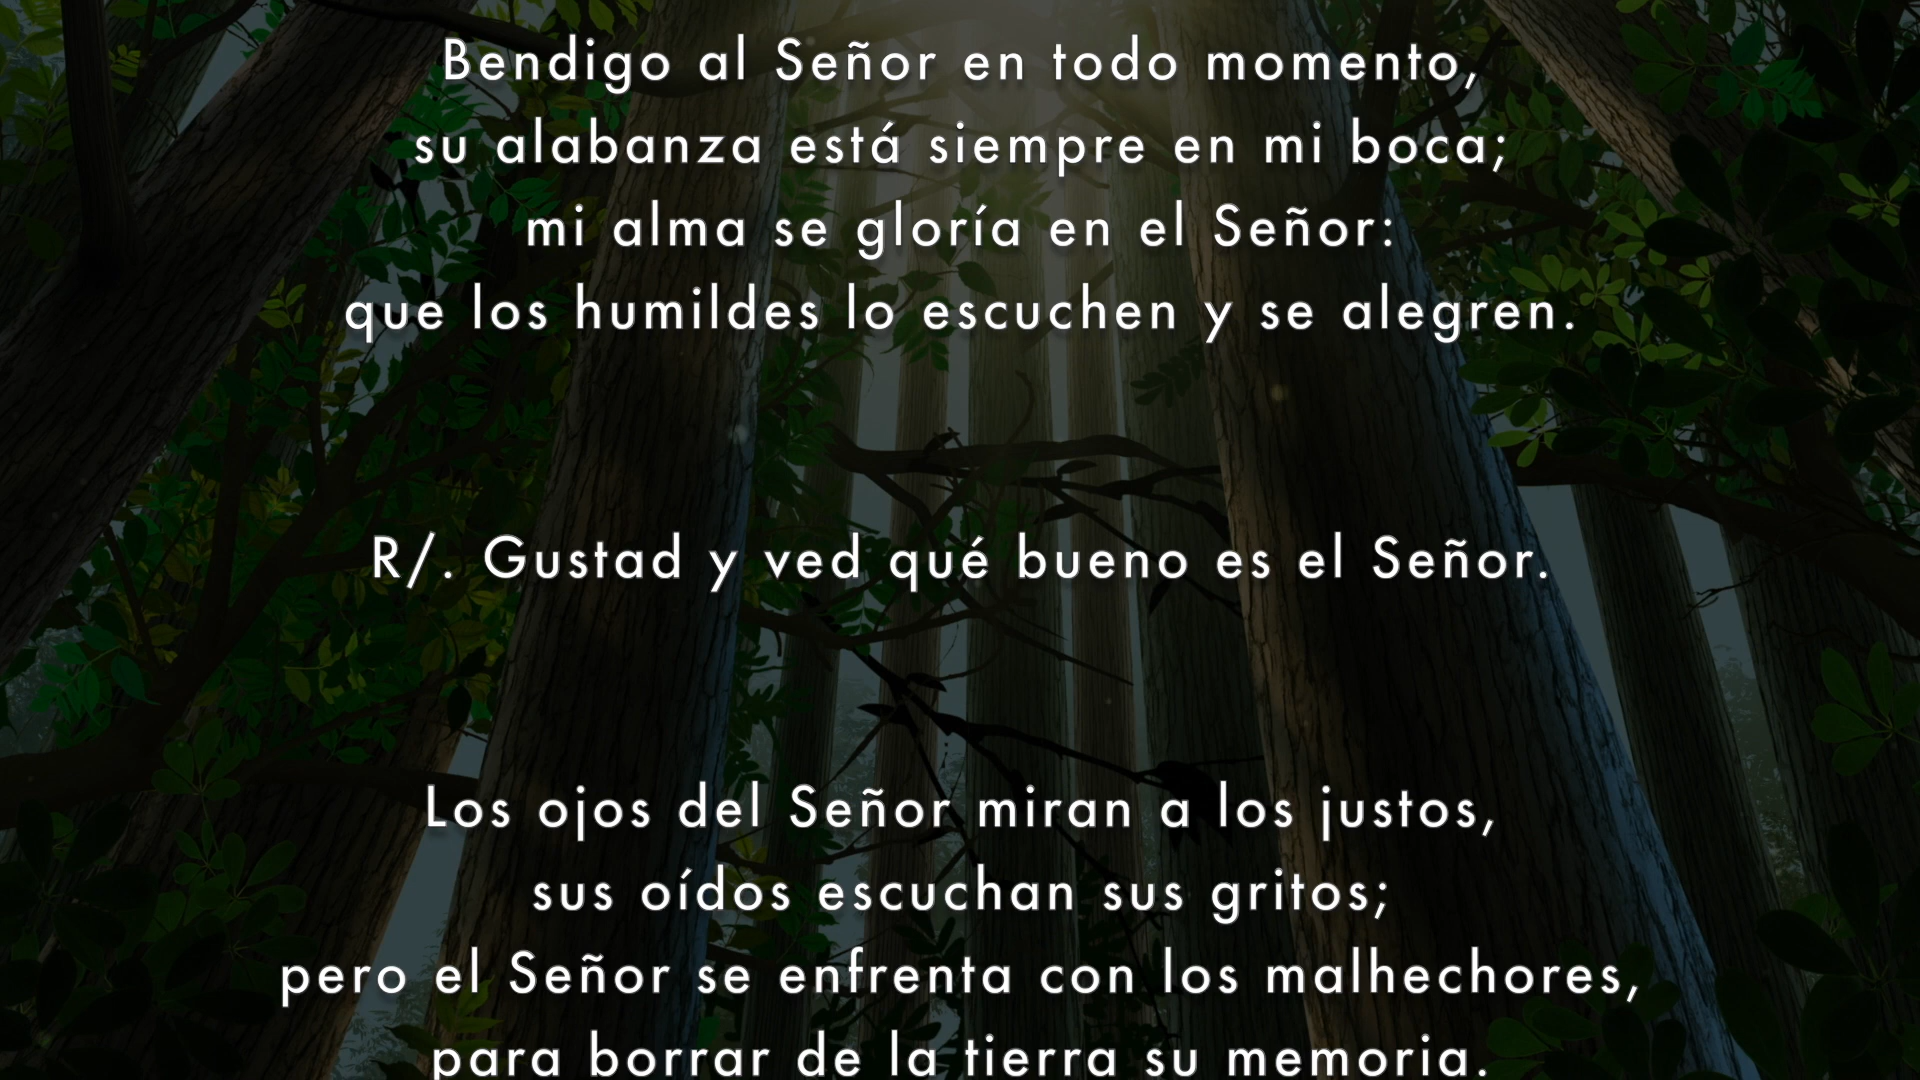 Bendigo al Señor en todo momento,
su alabanza está siempre en mi boca;
mi alma se gloría en el Señor:
que los humildes lo escuchen y se alegren.
R/. Gustad y ved qué bueno es el Señor.
Los ojos del Señor miran a los justos,
sus oídos escuchan sus gritos;
pero el Señor se enfrenta con los malhechores,
para borrar de la tierra su memoria.